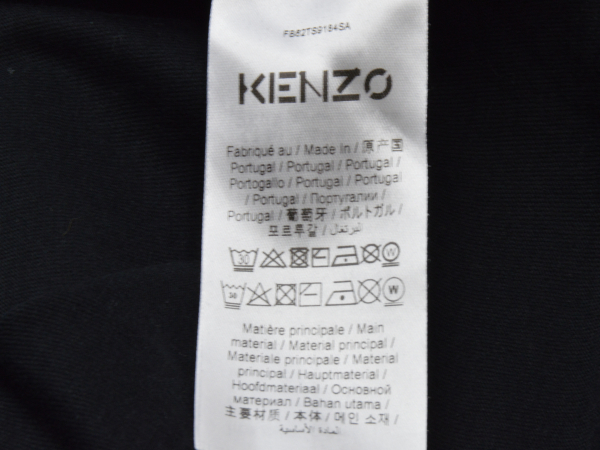 FB62TS9184SA
KENZO
Fabriqué au / Made In / 原产国
Portugal / Portugal / Portugal /
Portogallo / Portugal / Portugal
/ Portugal / Португалии /
Portugal / 葡萄牙 / ポルトガル /
포르투갈 / البرتغال
30 W
30 W
Matière principale / Main
material / Material principal /
Materiale principale / Material
principal / Hauptmaterial /
Hoofdmateriaal / Основной
материал / Bahan utama /
主要材质 / 本体 / 메인 소재 /
المادة الأساسية